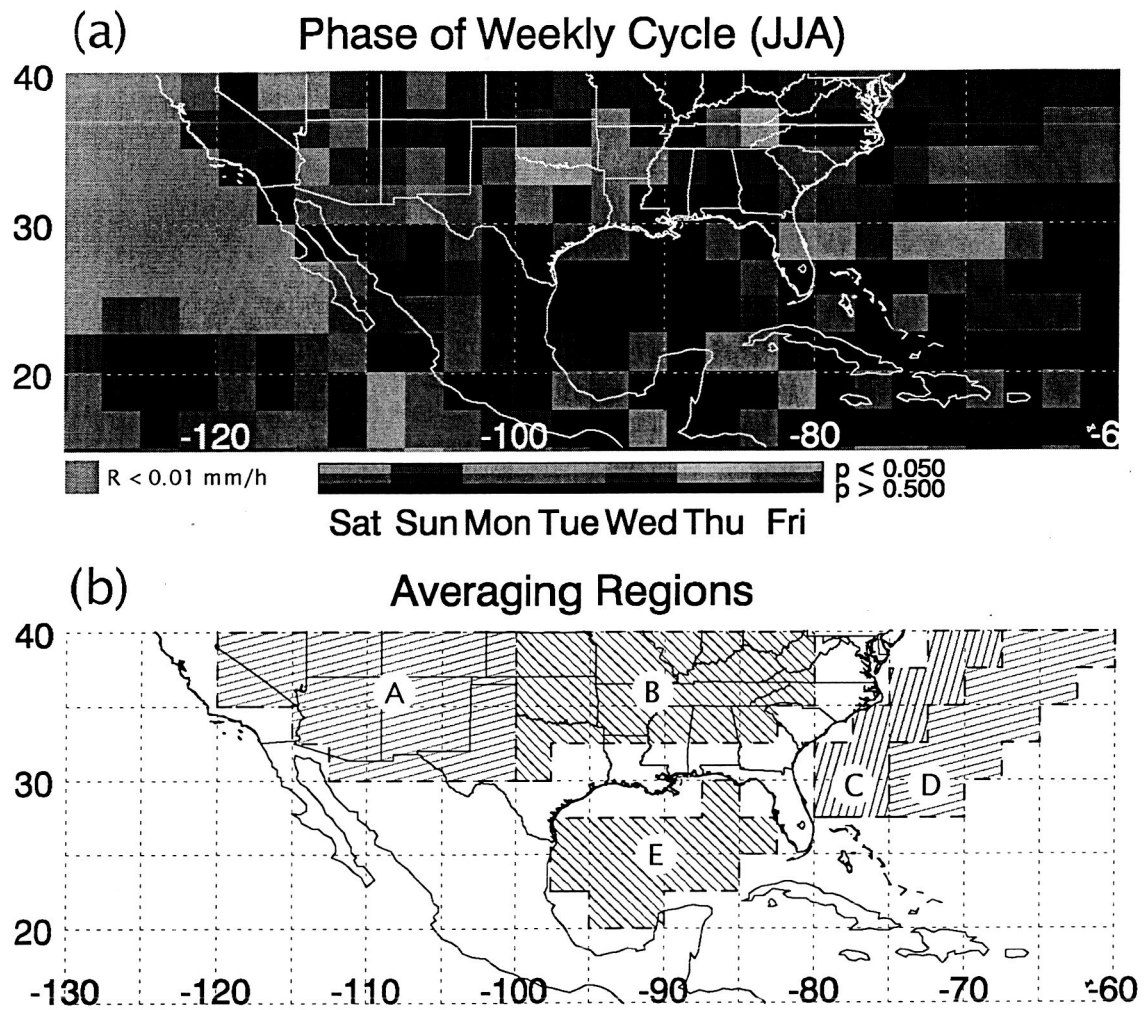 (a) Phase of Weekly Cycle (JJA)
40
30
20
-120 -100 -80 -6
R < 0.01 mm/h
p < 0.050
p > 0.500
Sat Sun Mon Tue Wed Thu Fri
(b) Averaging Regions
40
A B
30
C D
E
20
-130 -120 -110 -100 -90 -80 -70 -60